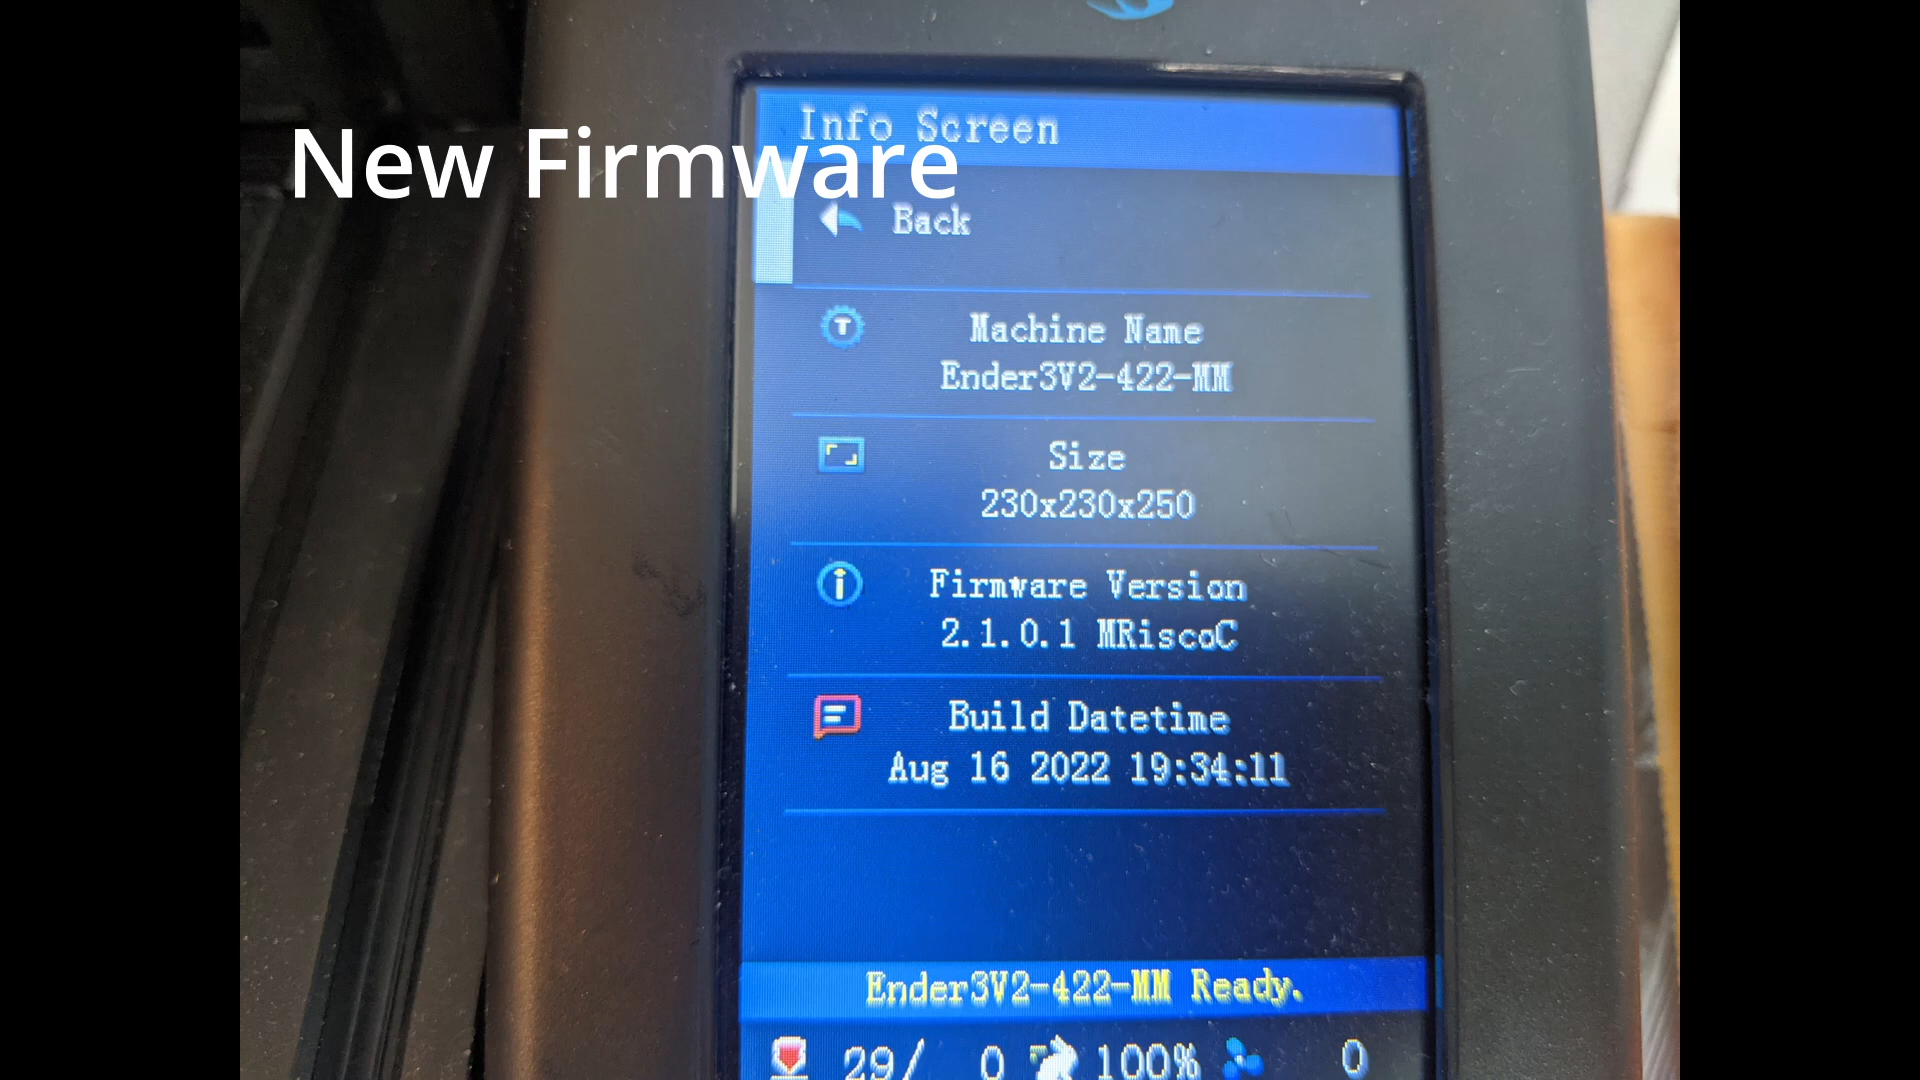 Info Screen
New Firmware
Back
Machine Name
Ender3V2-422-MM
Size
230x230x250
Firmware Version
2.1.0.1 MRiscoC
Build Datetime
Aug 16 2022 19:34:11
Ender3V2-422-MM Ready.
29/ 0 100% 0